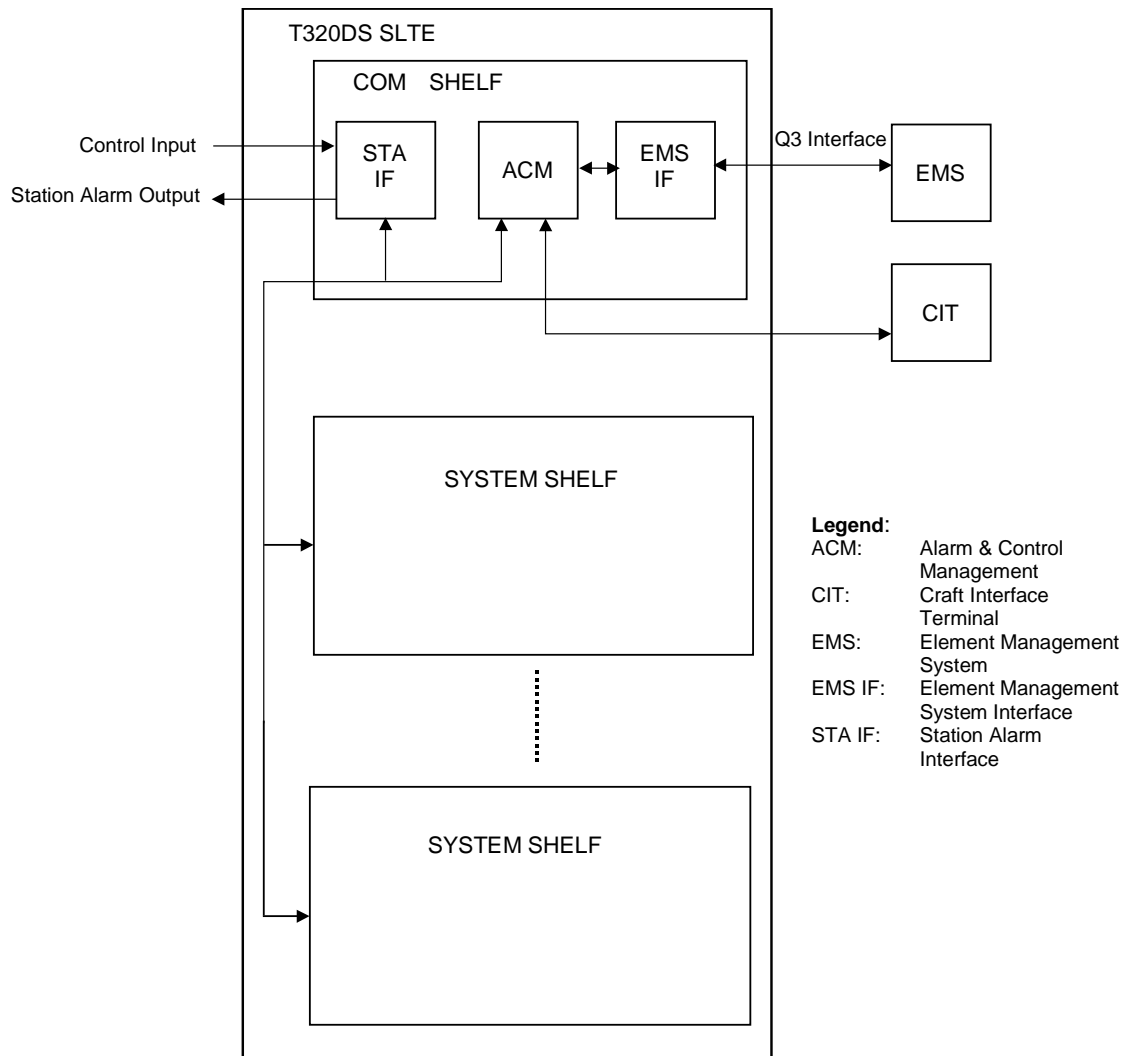 T320DS SLTE
COM SHELF
Control Input
Station Alarm Output
STA
IF
ACM
EMS
IF
Q3 Interface
EMS
CIT
SYSTEM SHELF
SYSTEM SHELF
Legend:
ACM: Alarm & Control
Management
CIT: Craft Interface
Terminal
EMS: Element Management
System
EMS IF: Element Management
System Interface
STA IF: Station Alarm
Interface